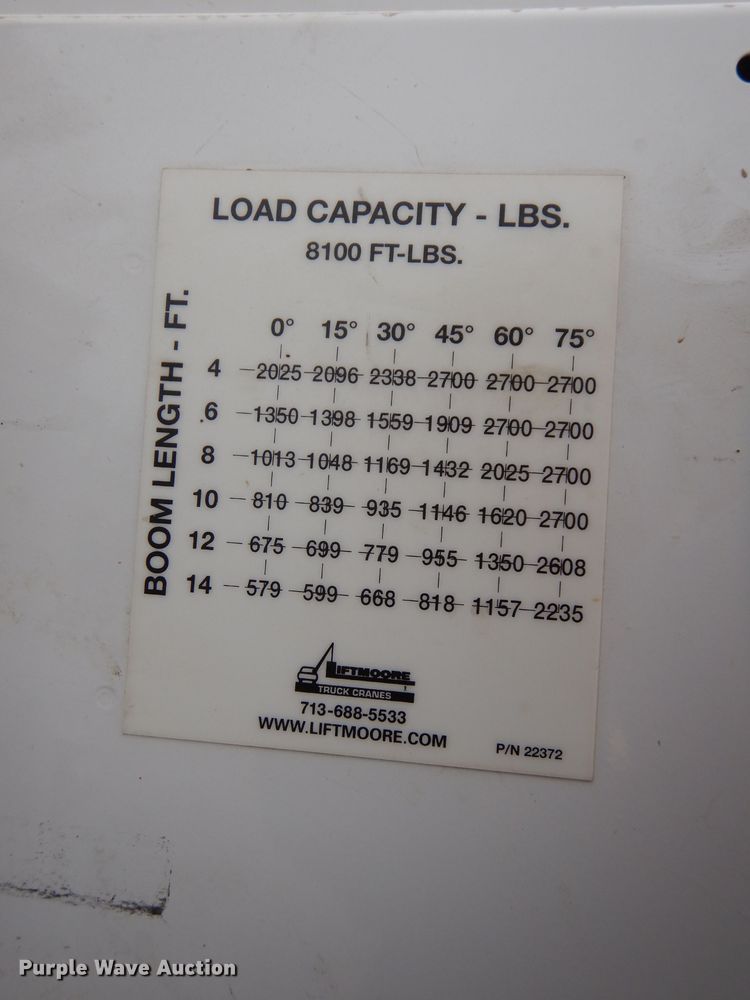 LOAD CAPACITY - LBS.
8100 FT-LBS.
BOOM LENGTH - FT.
0° 15° 30° 45° 60° 75°
4 2025 2096 2338 2700 2700 2700
6 1350 1398 1559 1909 2700 2700
8 1013 1048 1169 1432 2025 2700
10 810 839 935 1146 1620 2700
12 675 699 779 955 1350 2608
14 579 599 668 818 1157 2235
LIFTMOORE
TRUCK CRANES
713-688-5533
WWW.LIFTMOORE.COM
P/N 22372
Purple Wave Auction